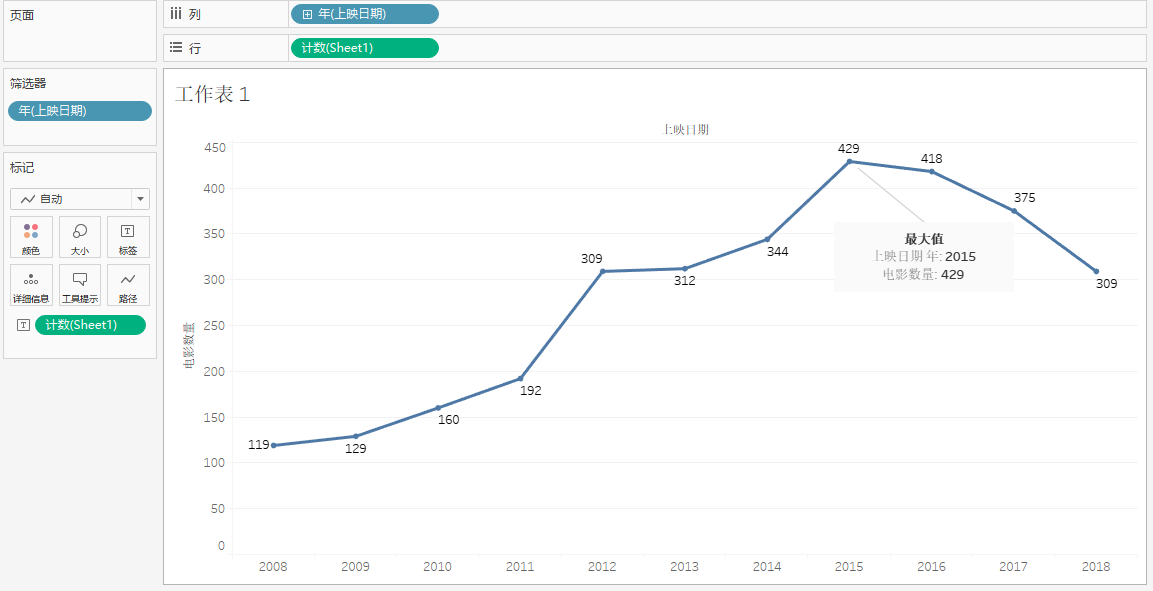 页面
列
年(上映日期)
行
计数(Sheet1)
筛选器
年(上映日期)
标记
自动
颜色
大小
标签
详细信息
工具提示
路径
计数(Sheet1)
工作表 1
上映日期
电影数量
450
400
350
300
250
200
150
100
50
0
119
129
160
192
309
312
344
429
418
375
309
最大值
上映日期 年: 2015
电影数量: 429
2008
2009
2010
2011
2012
2013
2014
2015
2016
2017
2018